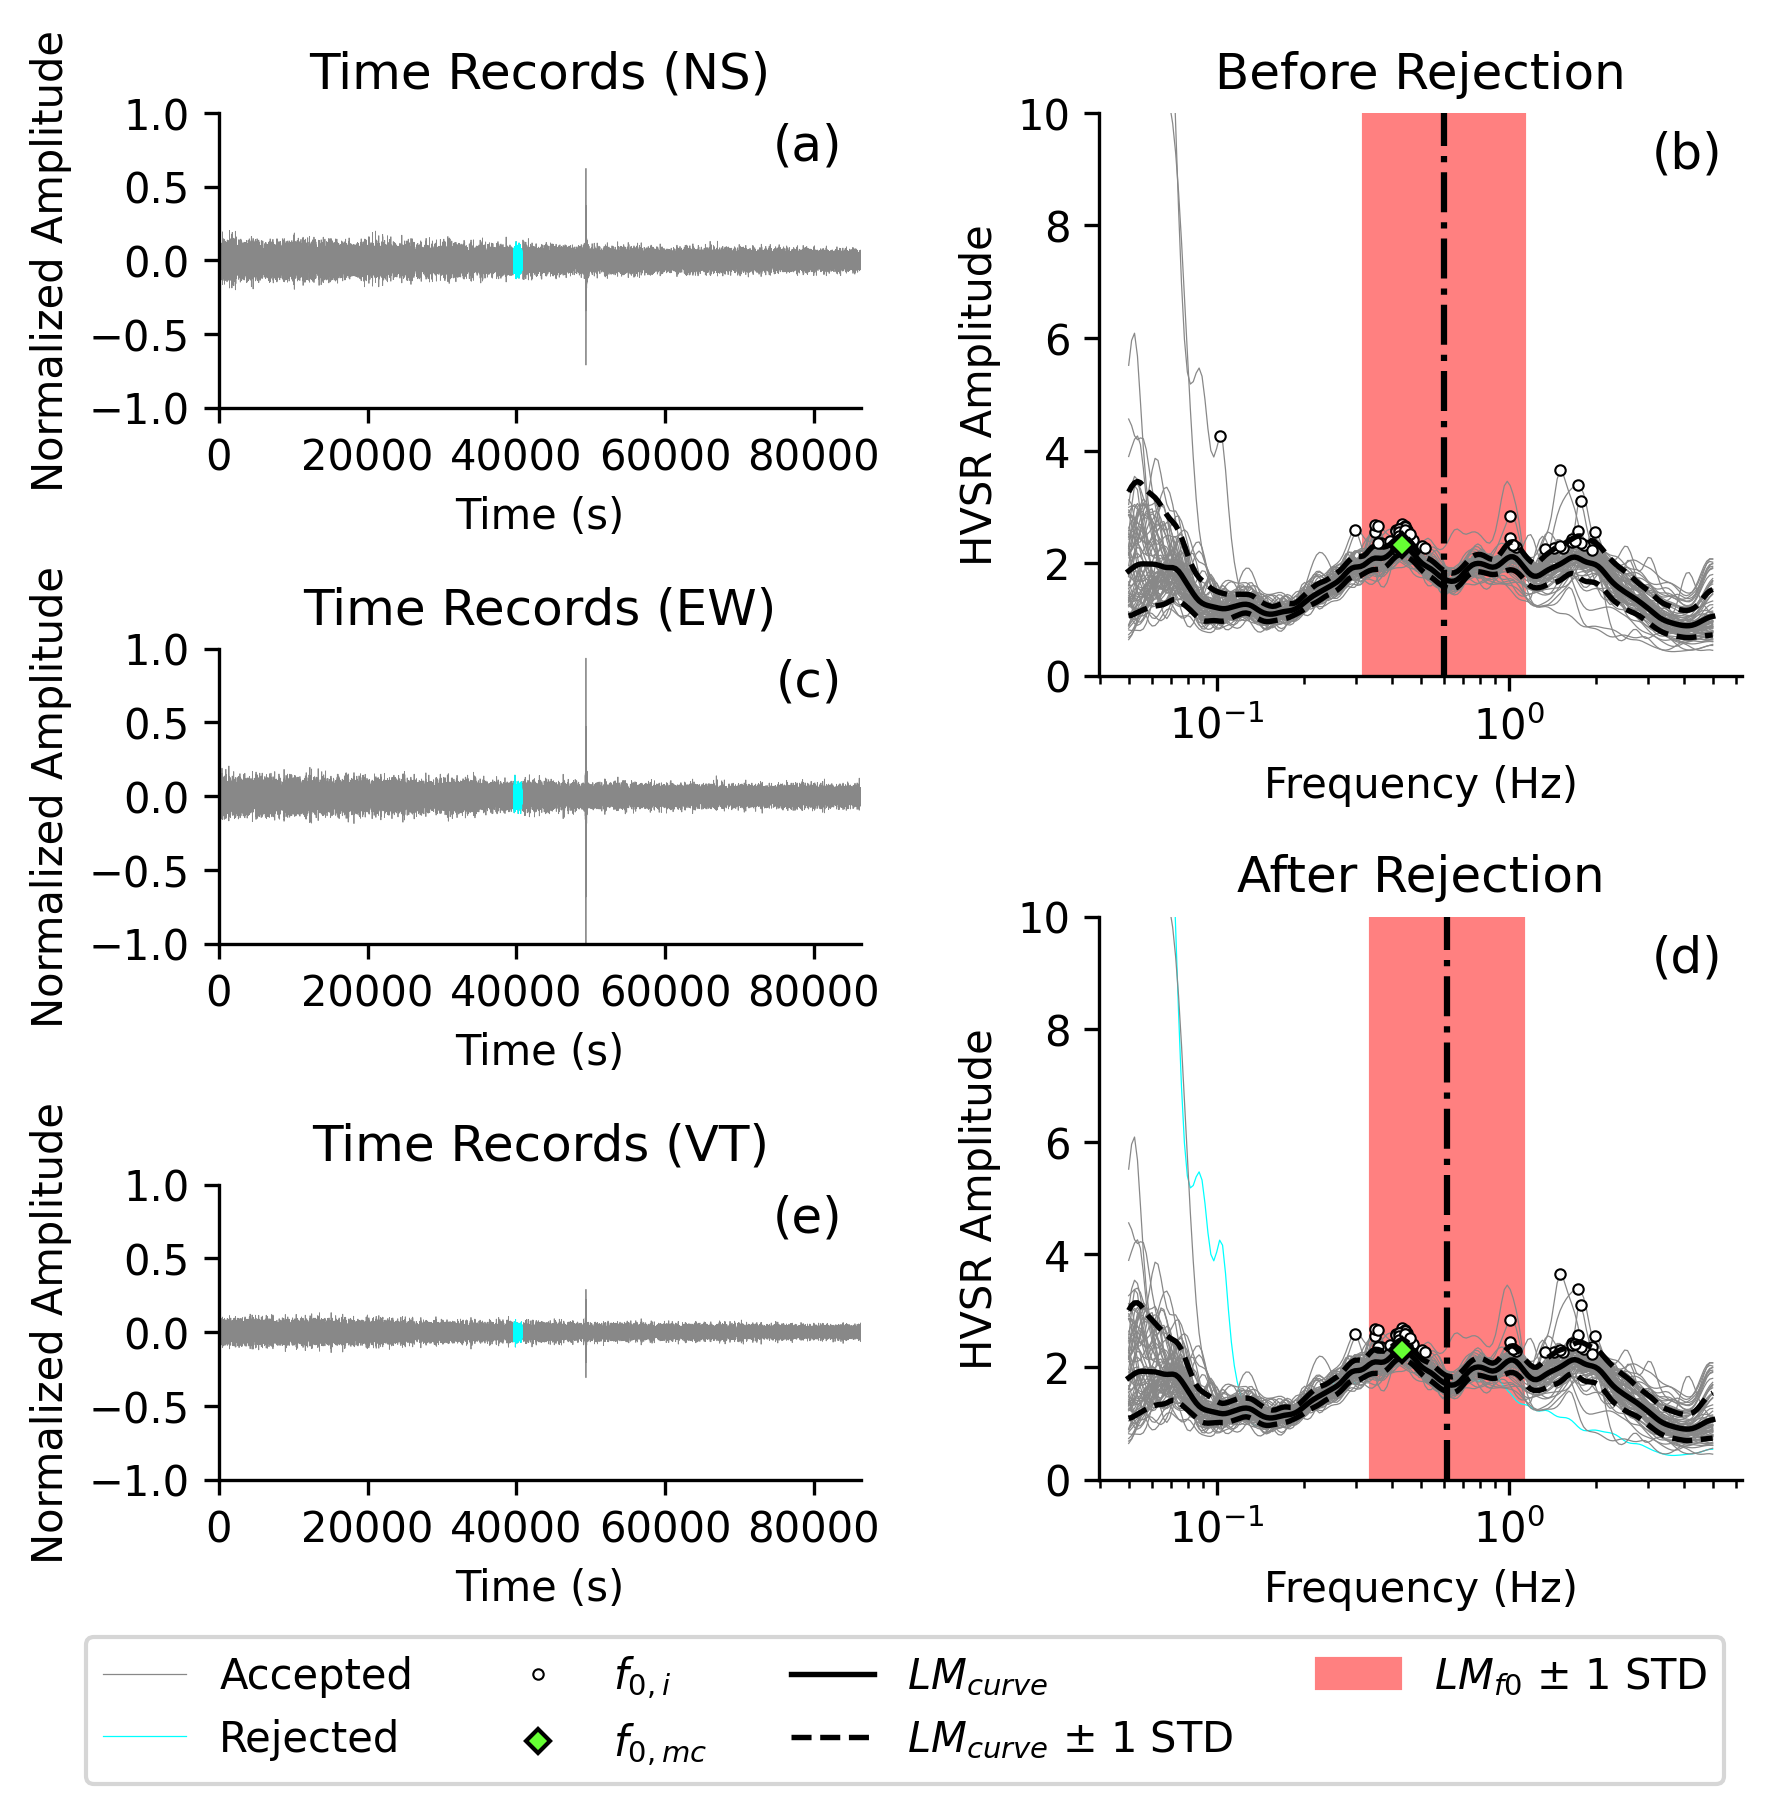 Time Records (NS)
Normalized Amplitude
1.0
0.5
0.0
−0.5
−1.0
(a)
0 20000 40000 60000 80000
Time (s)
Before Rejection
HVSR Amplitude
10
8
6
4
2
0
(b)
10⁻¹ 10⁰
Frequency (Hz)
Time Records (EW)
Normalized Amplitude
1.0
0.5
0.0
−0.5
−1.0
(c)
0 20000 40000 60000 80000
Time (s)
After Rejection
HVSR Amplitude
10
8
6
4
2
0
(d)
10⁻¹ 10⁰
Frequency (Hz)
Time Records (VT)
Normalized Amplitude
1.0
0.5
0.0
−0.5
−1.0
(e)
0 20000 40000 60000 80000
Time (s)
Accepted
Rejected
f0,i
f0,mc
LMcurve
LMcurve ± 1 STD
LMf0 ± 1 STD